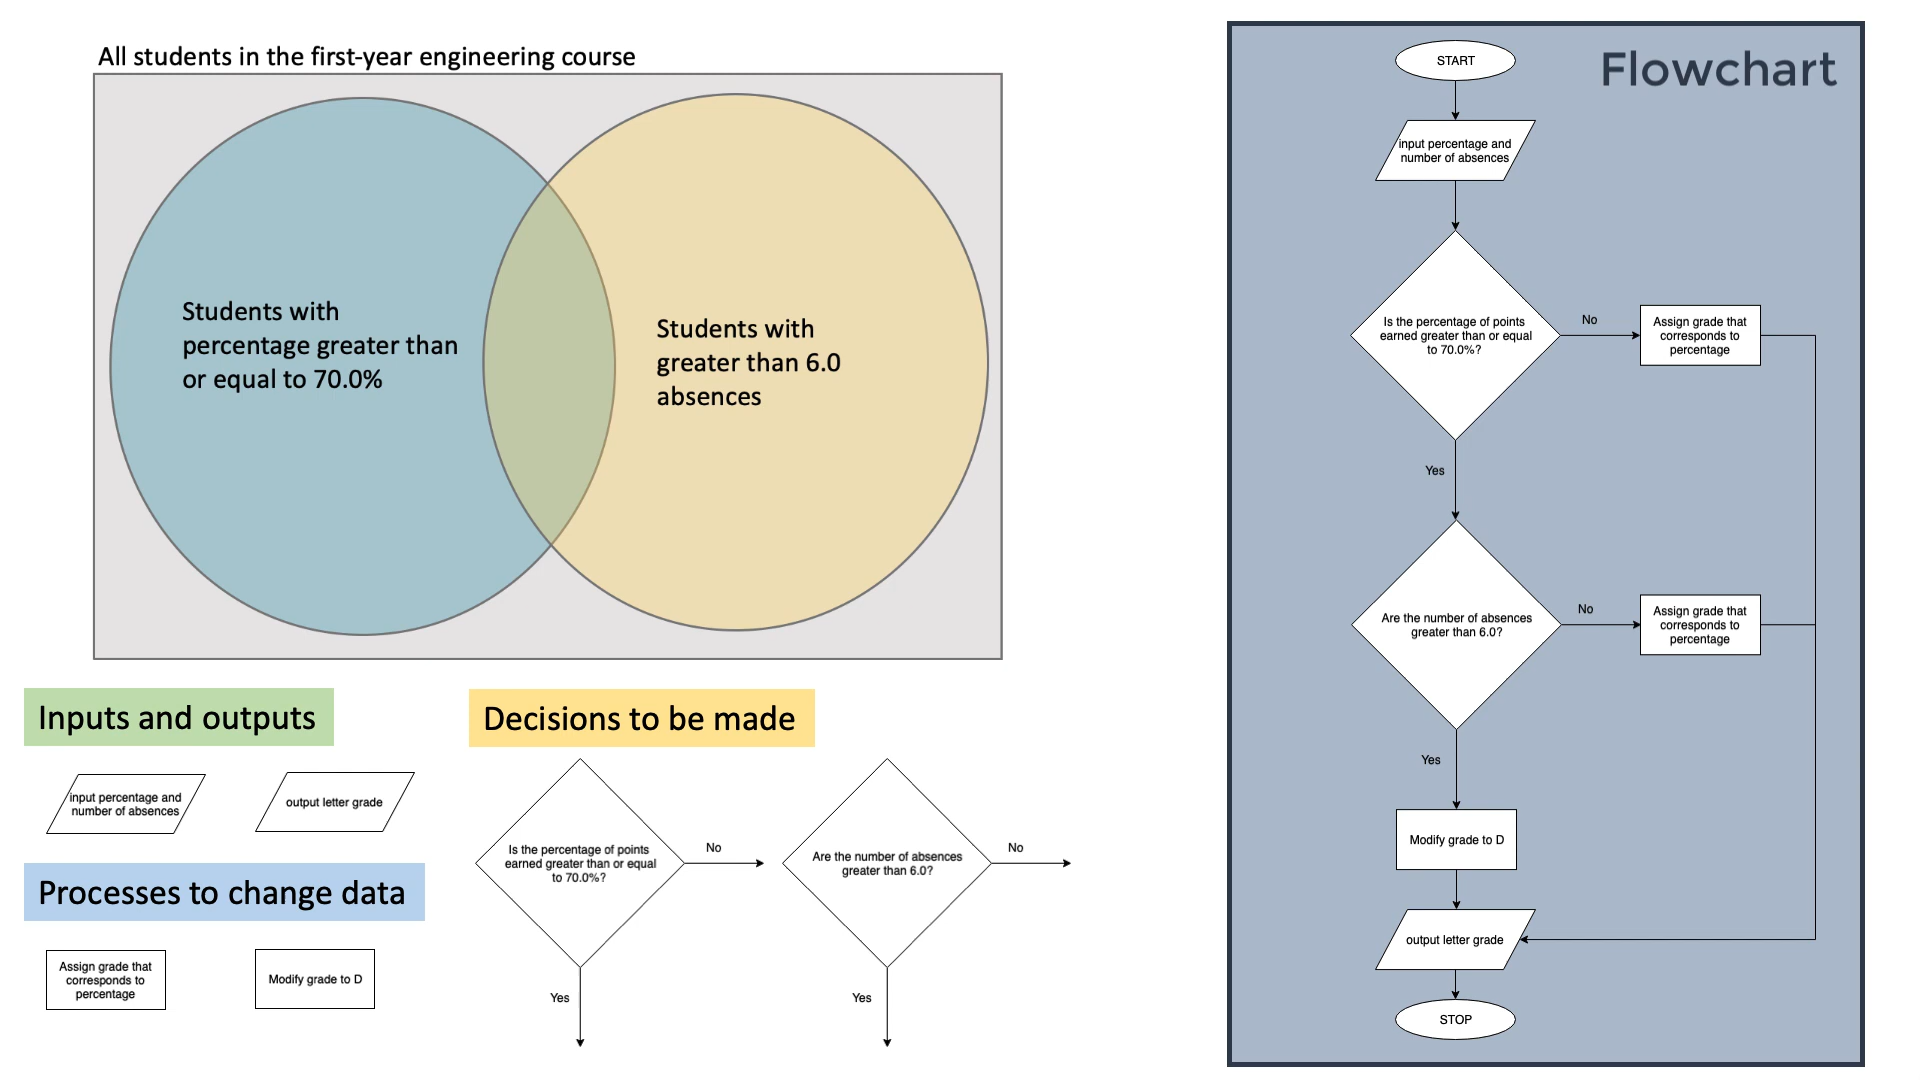 All students in the first-year engineering course
Students with
percentage greater than
or equal to 70.0%
Students with
greater than 6.0
absences
Inputs and outputs
input percentage and
number of absences
output letter grade
Processes to change data
Assign grade that
corresponds to
percentage
Modify grade to D
Decisions to be made
Is the percentage of points
earned greater than or equal
to 70.0%?
No
Yes
Are the number of absences
greater than 6.0?
No
Yes
Flowchart
START
input percentage and
number of absences
Is the percentage of points
earned greater than or equal
to 70.0%?
No
Assign grade that
corresponds to
percentage
Yes
Are the number of absences
greater than 6.0?
No
Assign grade that
corresponds to
percentage
Yes
Modify grade to D
output letter grade
STOP